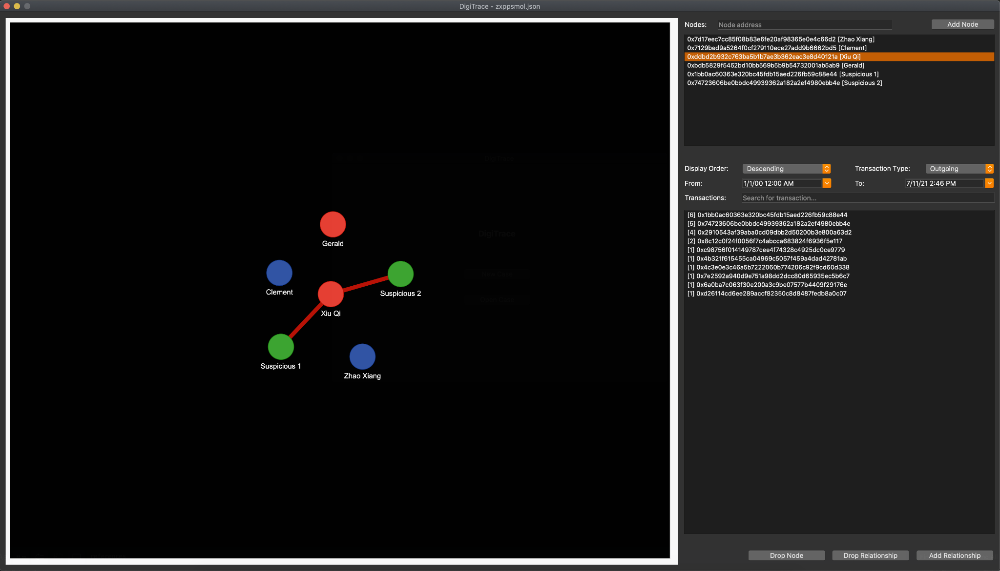 DigiTrace - zxppsmol.json
Nodes: Node address Add Node
0x7d17eec7cc85f08b83e6fe20af98365e0e4c66d2 [Zhao Xiang]
0x7129bed9a5264f0cf279110ece27add9b6662bd5 [Clement]
0xddbd2b932c763ba5b1b7ae3b362eac3e8d40121a [Xiu Qi]
0xbdb5829f5452bd10bb569b5b9b54732001ab5ab9 [Gerald]
0x1bb0ac60363e320bc45fdb15aed226fb59c88e44 [Suspicious 1]
0x74723606be0bbdc49939362a182a2ef4980ebb4e [Suspicious 2]
Display Order: Descending Transaction Type: Outgoing
From: 1/1/00 12:00 AM To: 7/11/21 2:46 PM
Transactions: Search for transaction...
[6] 0x1bb0ac60363e320bc45fdb15aed226fb59c88e44
[5] 0x74723606be0bbdc49939362a182a2ef4980ebb4e
[4] 0x2910543af39aba0cd09dbb2d50200b3e800a63d2
[2] 0x8c12c0f24f0056f7c4abcca683824f6936f5e117
[1] 0xc98756f014149787cee4f74328c4925dc0ce9779
[1] 0x4b321f615455ca04969c5057f459a4dad42781ab
[1] 0x4c3e0e3c46a5b7222060b774206c92f9cd60d338
[1] 0x7e2592a940d9e751a98dd2dcc80d65935ec5b6c7
[1] 0x6a0ba7c063f30e200a3c9be07577b4409f29176e
[1] 0xd26114cd6ee289accf82350c8d8487fedb8a0c07
Gerald
Clement
Suspicious 2
Xiu Qi
Suspicious 1
Zhao Xiang
DigiTrace
Drop Node Drop Relationship Add Relationship